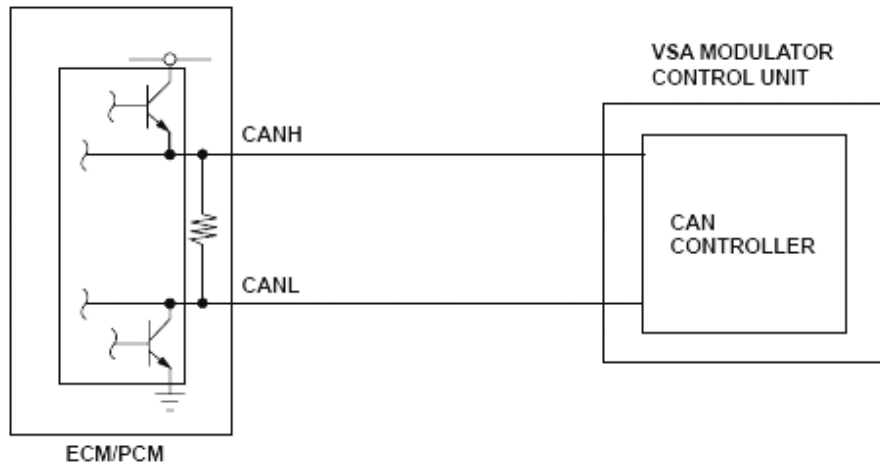 VSA MODULATOR
CONTROL UNIT
CANH
CAN
CONTROLLER
CANL
ECM/PCM